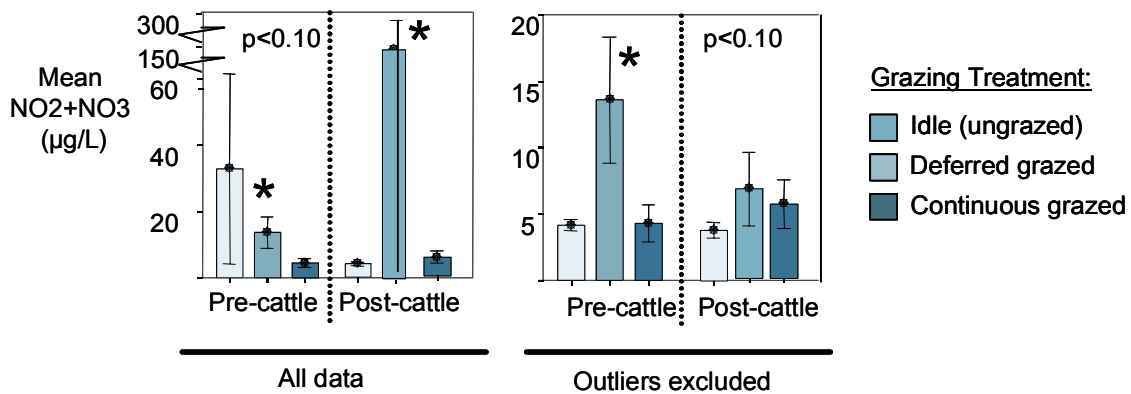 300
150
60
40
20
Mean
NO2+NO3
(µg/L)
p<0.10
*
*
Pre-cattle
Post-cattle
All data
20
15
10
5
*
p<0.10
Pre-cattle
Post-cattle
Outliers excluded
Grazing Treatment:
Idle (ungrazed)
Deferred grazed
Continuous grazed